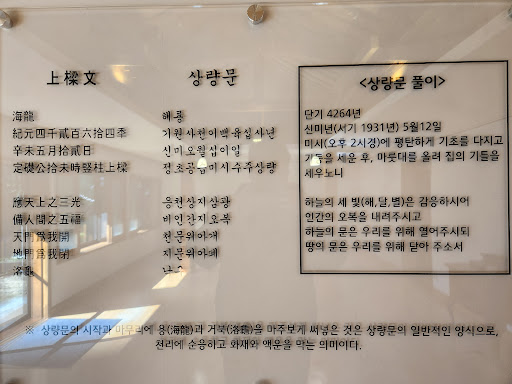 上樑文
海龍
紀元四千貳百六拾四季
辛未五月拾貳日
定礎公拾未時竪柱上樑
應天上之三光
備人間之五福
天門爲我開
地門爲我閉
洛龜
상량문
해룡
기원사천이백육십사년
신미오월십이일
정초공급미시수주상량
응천상지삼광
비인간지오복
천문위아개
지문위아폐
<상량문 풀이>
단기 4264년
신미년(서기 1931년) 5월12일
미시(오후 2시경)에 평탄하게 기초를 다지고
기둥을 세운 후, 마룻대를 올려 집의 기틀을
세우노니
하늘의 세 빛(해,달,별)은 감응하시어
인간의 오복을 내려주시고
하늘의 문은 우리를 위해 열어주시되
땅의 문은 우리를 위해 닫아 주소서
※ 상량문의 시작과 마무리에 용(海龍)과 거북(洛龜)을 마주보게 써넣은 것은 상량문의 일반적인 양식으로,
천리에 순응하고 화재와 액운을 막는 의미이다.